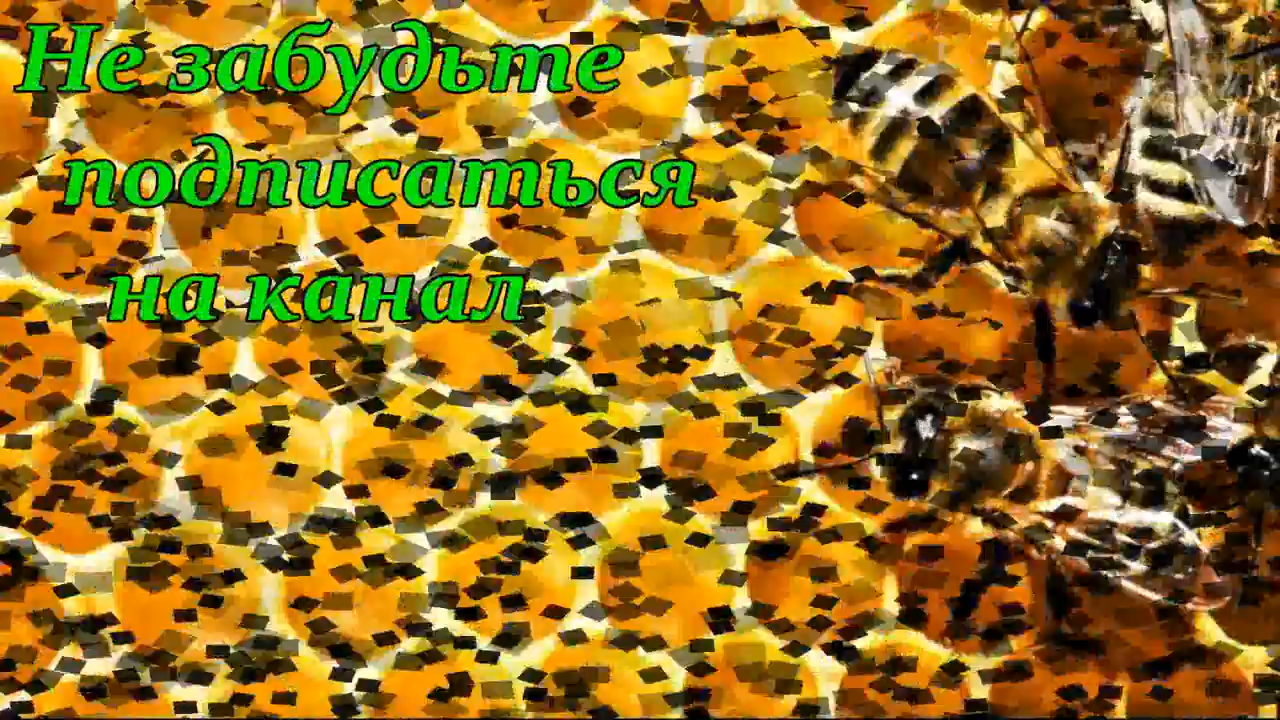 Не забудьте
подписаться
на канал